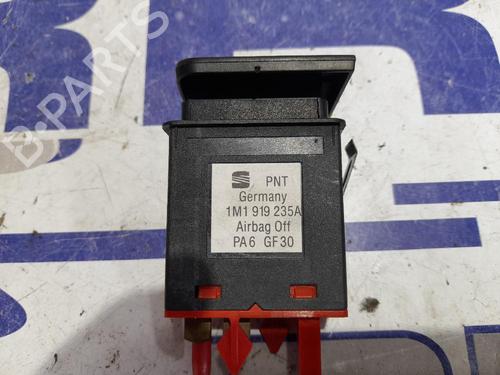 B-PARTS
PNT
Germany
1M1 919 235A
Airbag Off
PA6 GF30